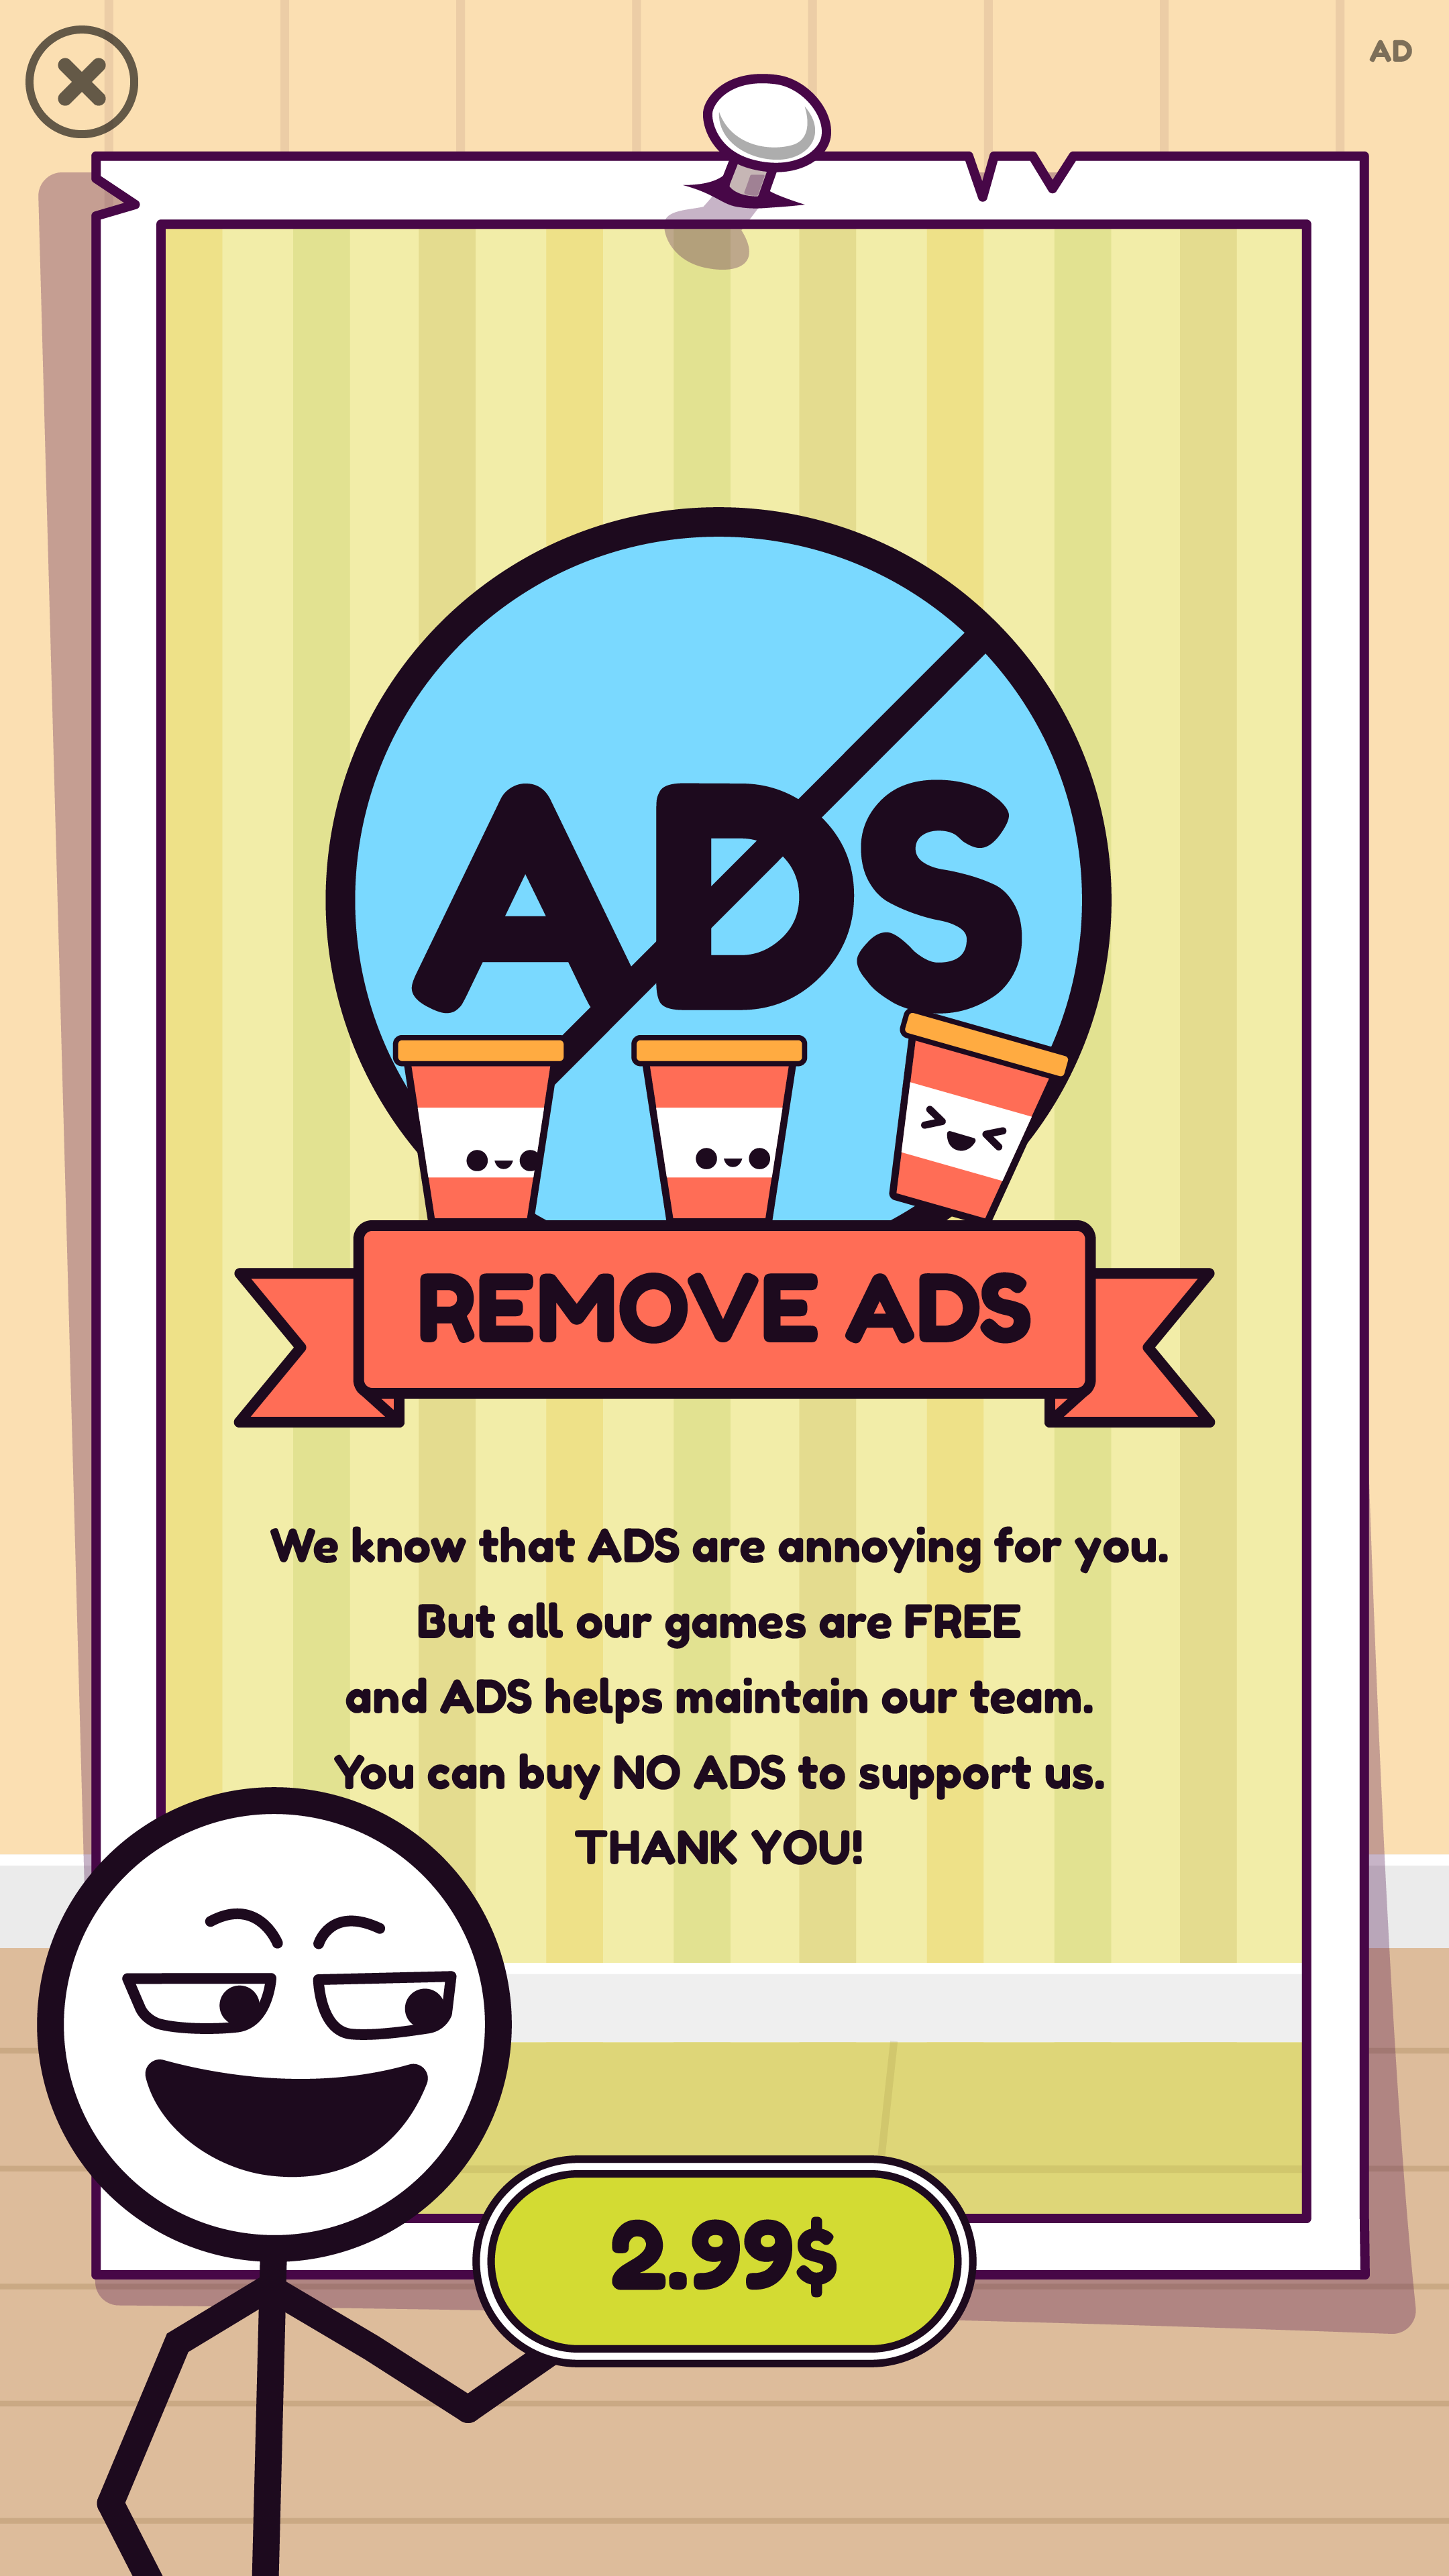 AD
ADS
REMOVE ADS
We know that ADS are annoying for you.
But all our games are FREE
and ADS helps maintain our team.
You can buy NO ADS to support us.
THANK YOU!
2.99$